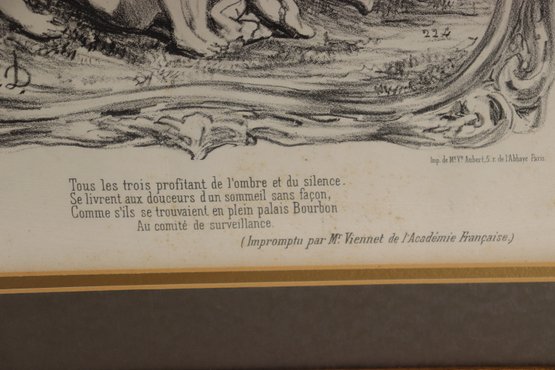 224
Imp. de Me Ve Aubert, 5, r. de l'Abbaye Paris.
Tous les trois profitant de l'ombre et du silence.
Se livrent aux douceurs d'un sommeil sans façon,
Comme s'ils se trouvaient en plein palais Bourbon
Au comité de surveillance.
(Impromptu par Mr. Viennet de l'Académie Française.)